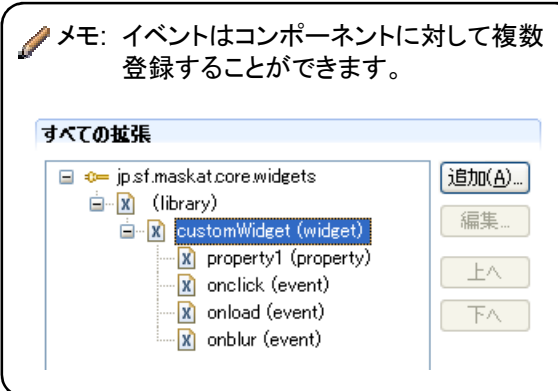 メモ: イベントはコンポーネントに対して複数
登録することができます。
すべての拡張
jp.sf.maskat.core.widgets
(library)
customWidget (widget)
property1 (property)
onclick (event)
onload (event)
onblur (event)
追加(A)...
編集...
上へ
下へ